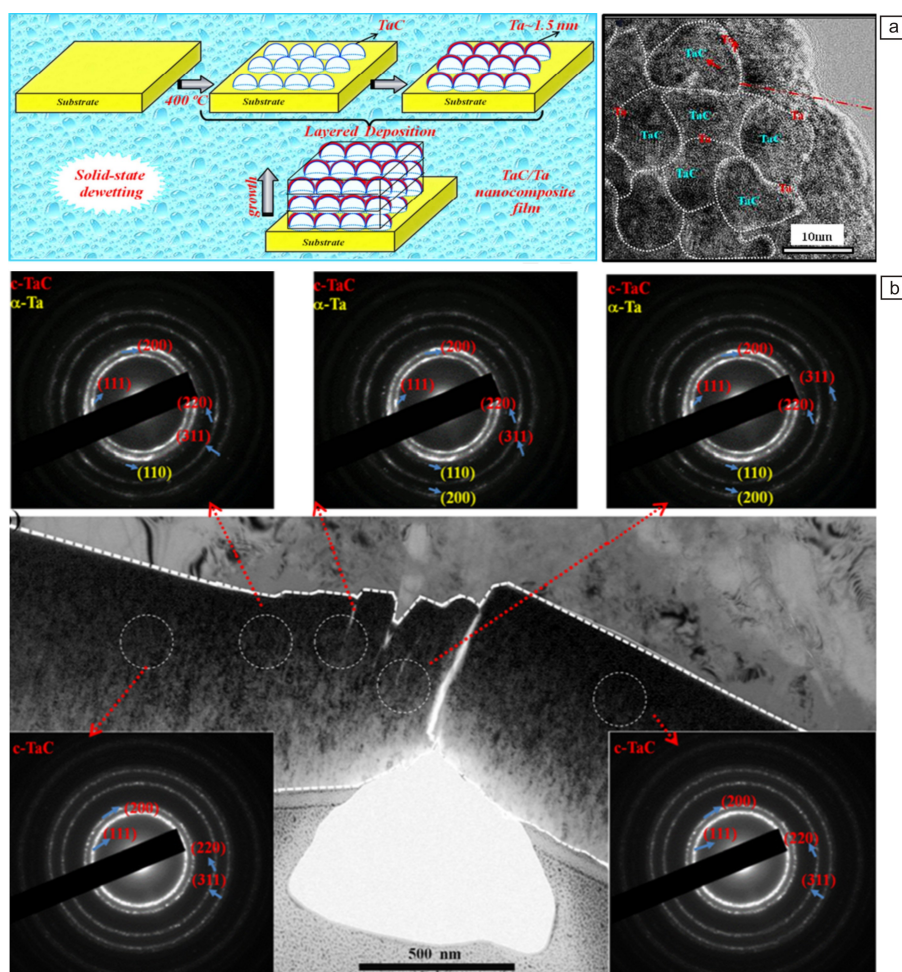 TaC
Ta~1.5 nm
Substrate
400 °C
Substrate
Substrate
Layered Deposition
Solid-state
dewetting
growth
TaC/Ta
nanocomposite
film
Substrate
a
TaC
Ta
Ta
TaC
Ta
TaC
Ta
TaC
TaC
TaC
Ta
TaC
10nm
b
c-TaC
α-Ta
(200)
(111)
(220)
(311)
(110)
c-TaC
α-Ta
(200)
(111)
(220)
(311)
(110)
(200)
c-TaC
α-Ta
(200)
(111)
(311)
(220)
(110)
(200)
c-TaC
(200)
(111)
(220)
(311)
c-TaC
(200)
(111)
(220)
(311)
500 nm